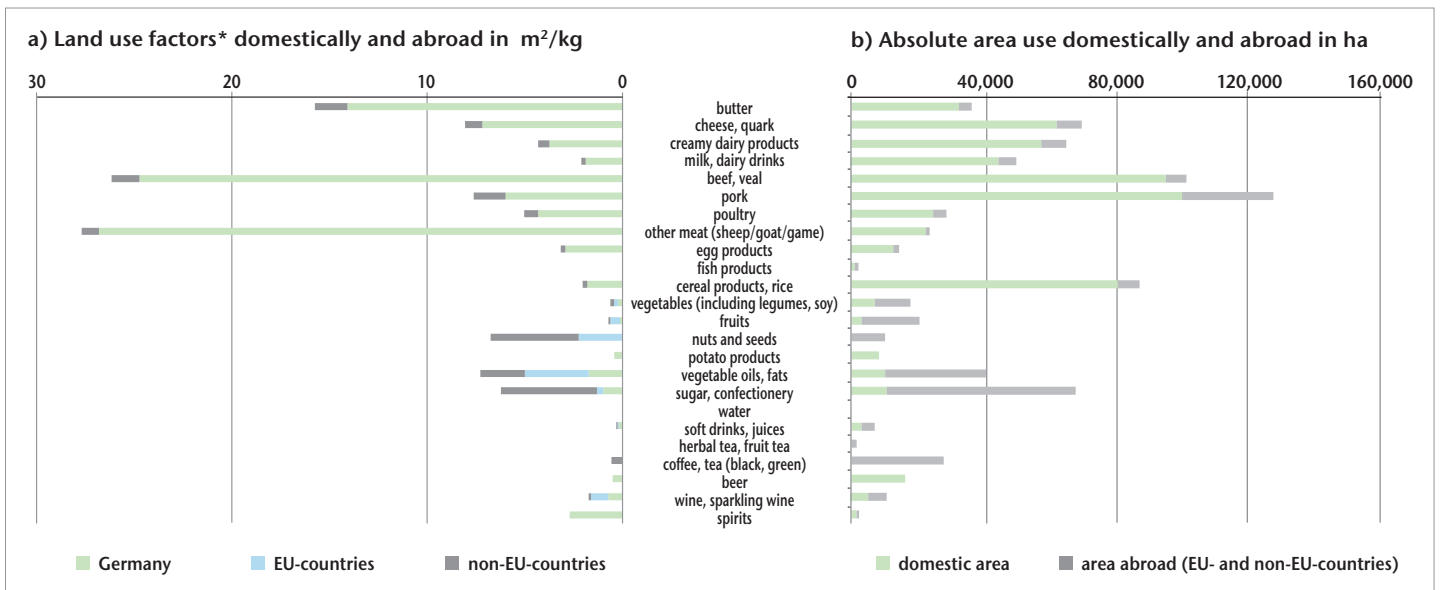 a) Land use factors* domestically and abroad in m²/kg
b) Absolute area use domestically and abroad in ha
30 20 10 0
0 40,000 80,000 120,000 160,000
butter
cheese, quark
creamy dairy products
milk, dairy drinks
beef, veal
pork
poultry
other meat (sheep/goat/game)
egg products
fish products
cereal products, rice
vegetables (including legumes, soy)
fruits
nuts and seeds
potato products
vegetable oils, fats
sugar, confectionery
water
soft drinks, juices
herbal tea, fruit tea
coffee, tea (black, green)
beer
wine, sparkling wine
spirits
Germany EU-countries non-EU-countries
domestic area area abroad (EU- and non-EU-countries)